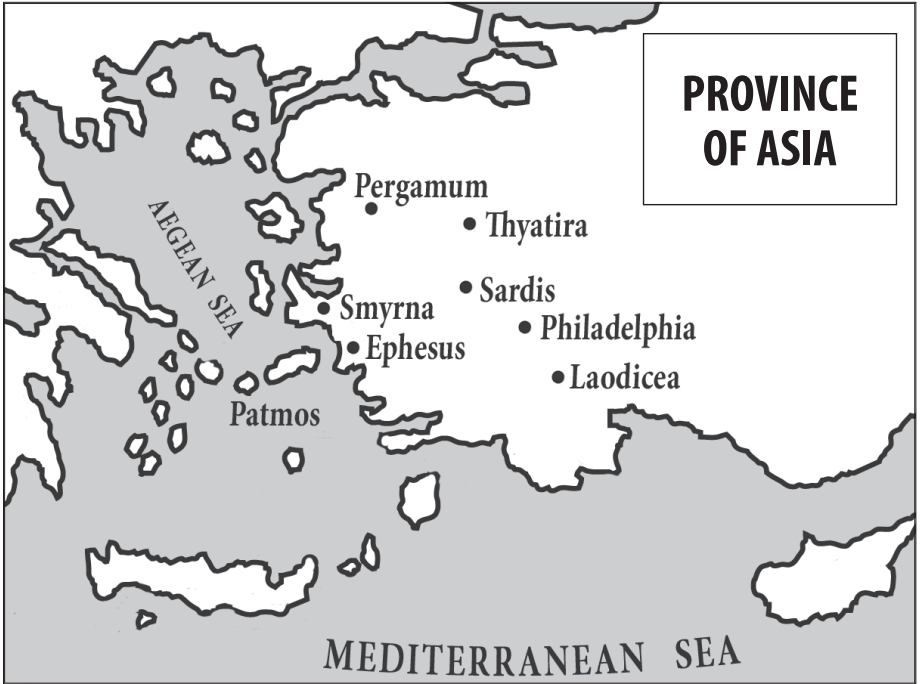 PROVINCE
OF ASIA
Pergamum
Thyatira
AEGEAN SEA
Sardis
Smyrna
Philadelphia
Ephesus
Laodicea
Patmos
MEDITERRANEAN SEA